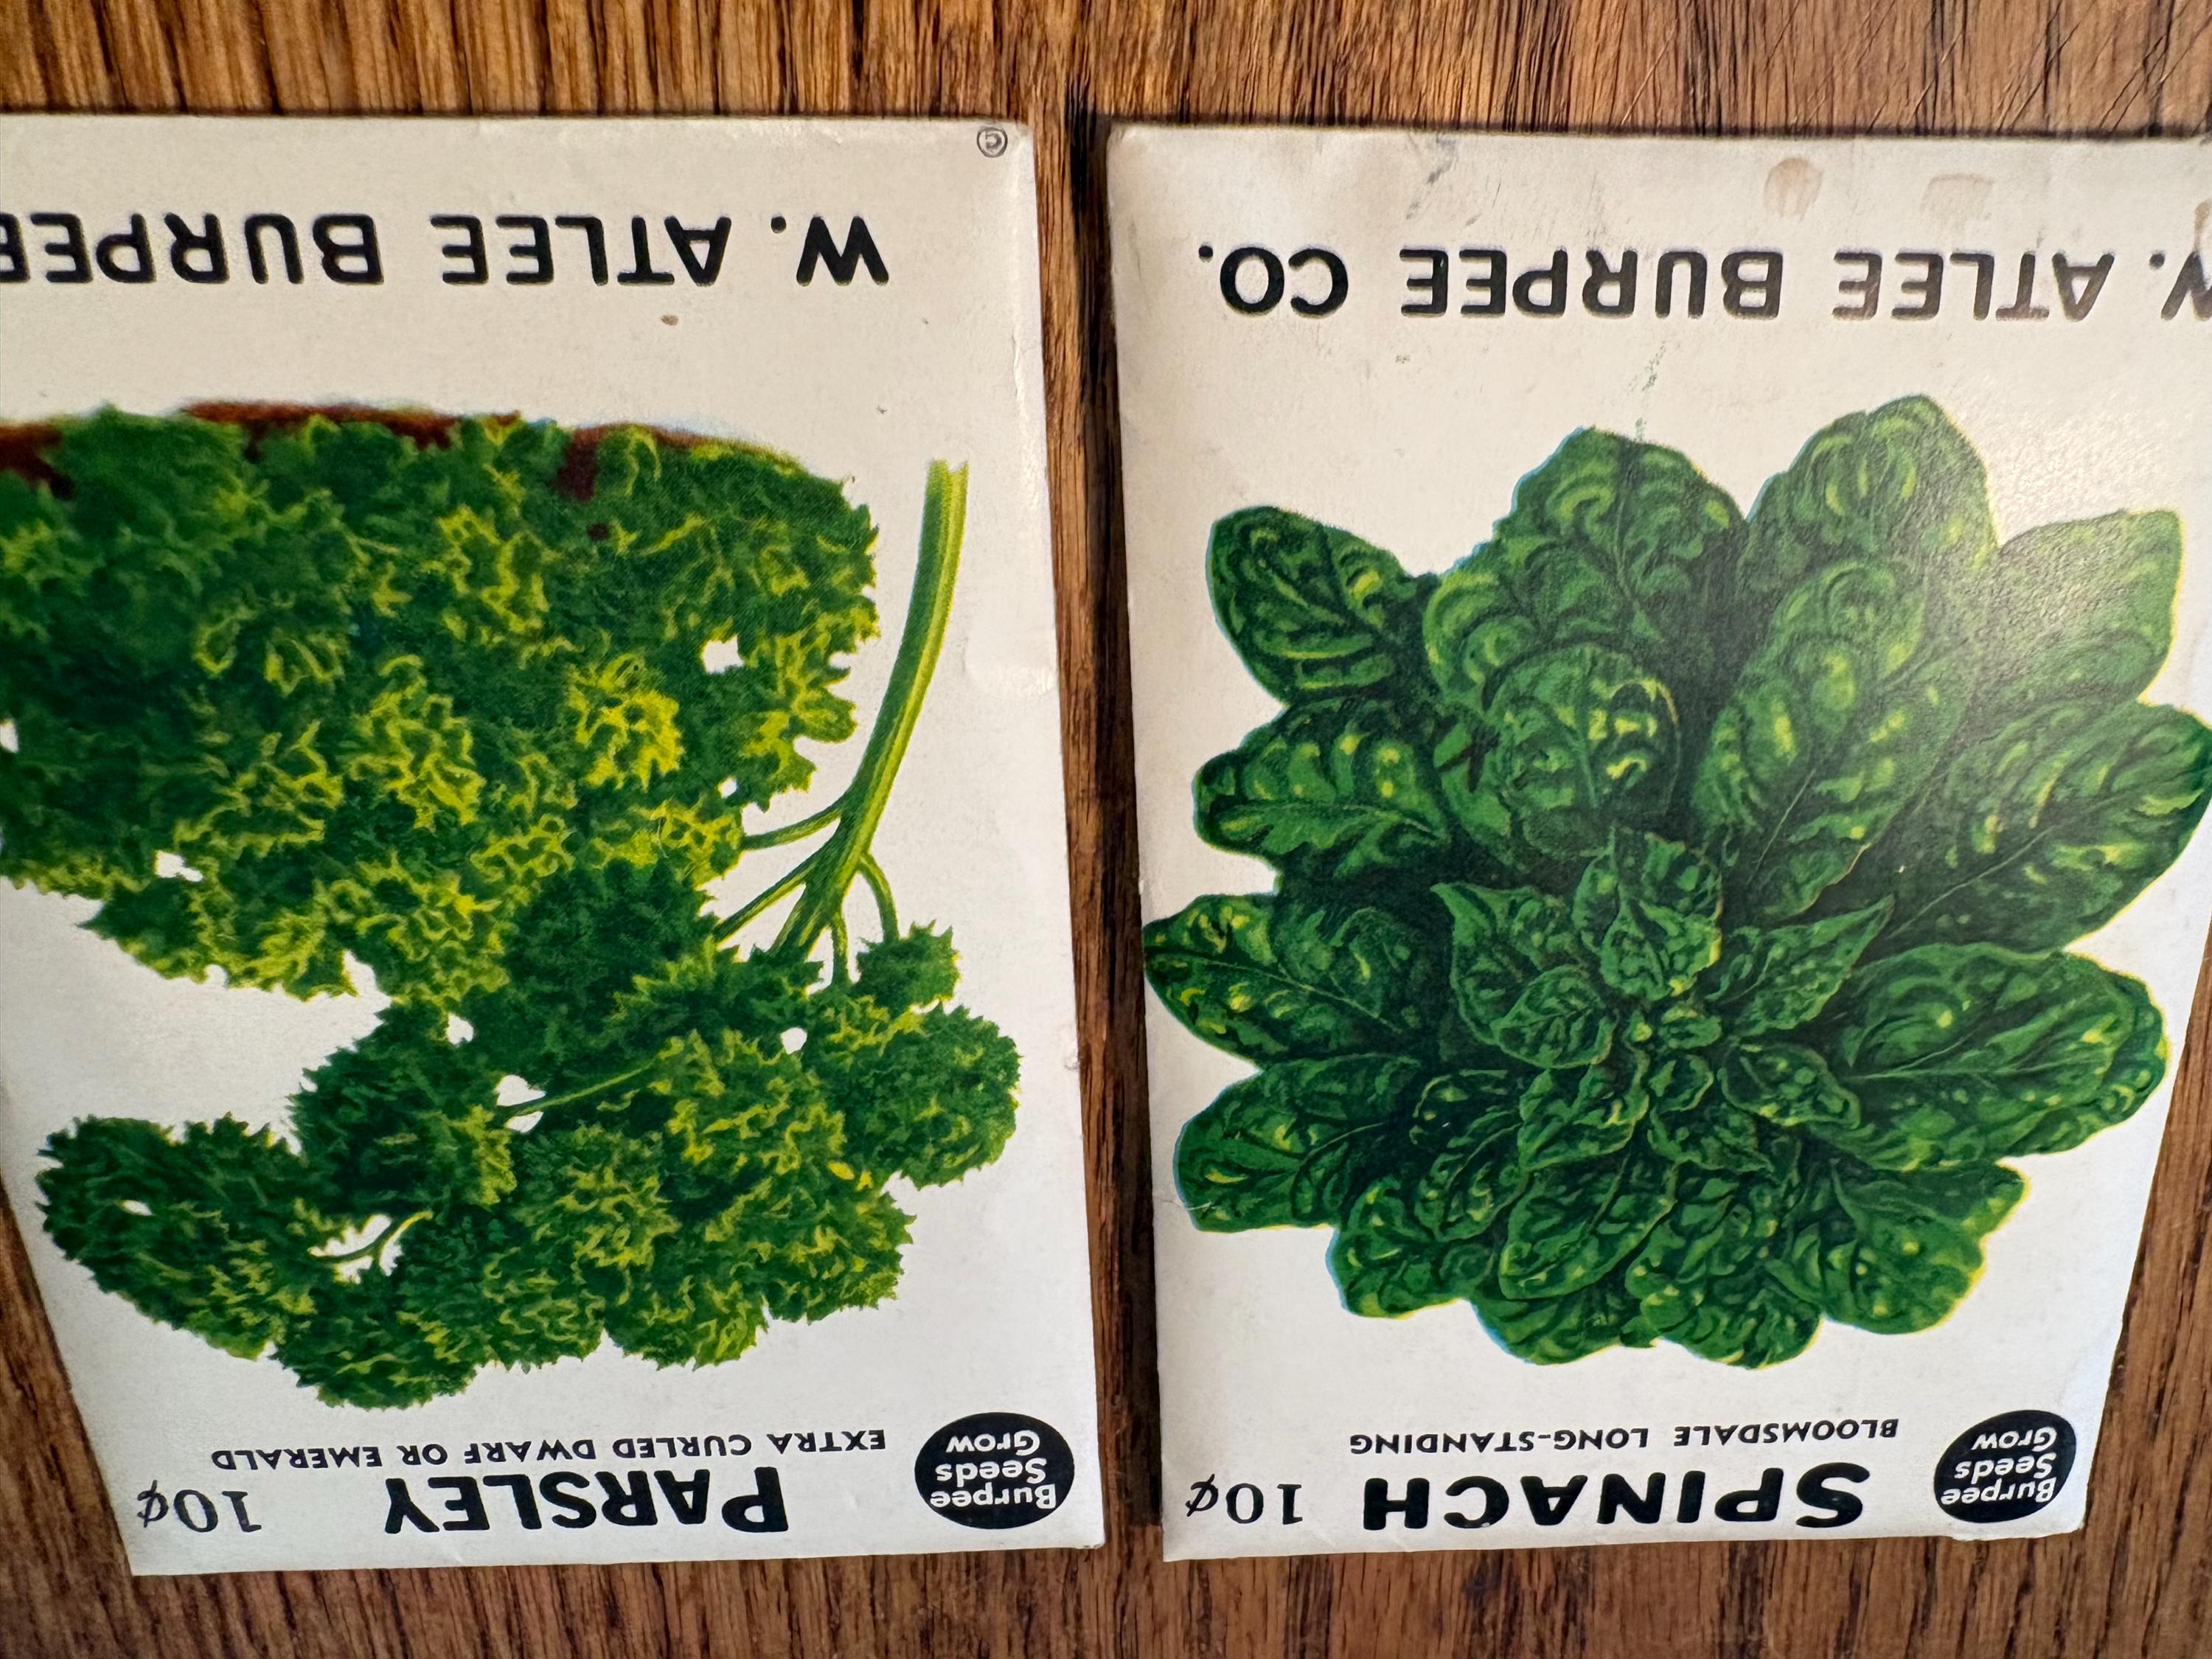 Burpee
Seeds
Grow
SPINACH 10¢
BLOOMSDALE LONG-STANDING
W. ATLEE BURPEE CO.
Burpee
Seeds
Grow
PARSLEY 10¢
EXTRA CURLED DWARF OR EMERALD
W. ATLEE BURPEE
©